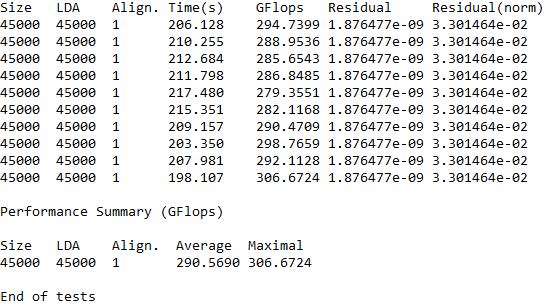 Size LDA Align. Time(s) GFlops Residual Residual(norm)
45000 45000 1 206.128 294.7399 1.876477e-09 3.301464e-02
45000 45000 1 210.255 288.9536 1.876477e-09 3.301464e-02
45000 45000 1 212.684 285.6543 1.876477e-09 3.301464e-02
45000 45000 1 211.798 286.8485 1.876477e-09 3.301464e-02
45000 45000 1 217.480 279.3551 1.876477e-09 3.301464e-02
45000 45000 1 215.351 282.1168 1.876477e-09 3.301464e-02
45000 45000 1 209.157 290.4709 1.876477e-09 3.301464e-02
45000 45000 1 203.350 298.7659 1.876477e-09 3.301464e-02
45000 45000 1 207.981 292.1128 1.876477e-09 3.301464e-02
45000 45000 1 198.107 306.6724 1.876477e-09 3.301464e-02
Performance Summary (GFlops)
Size LDA Align. Average Maximal
45000 45000 1 290.5690 306.6724
End of tests